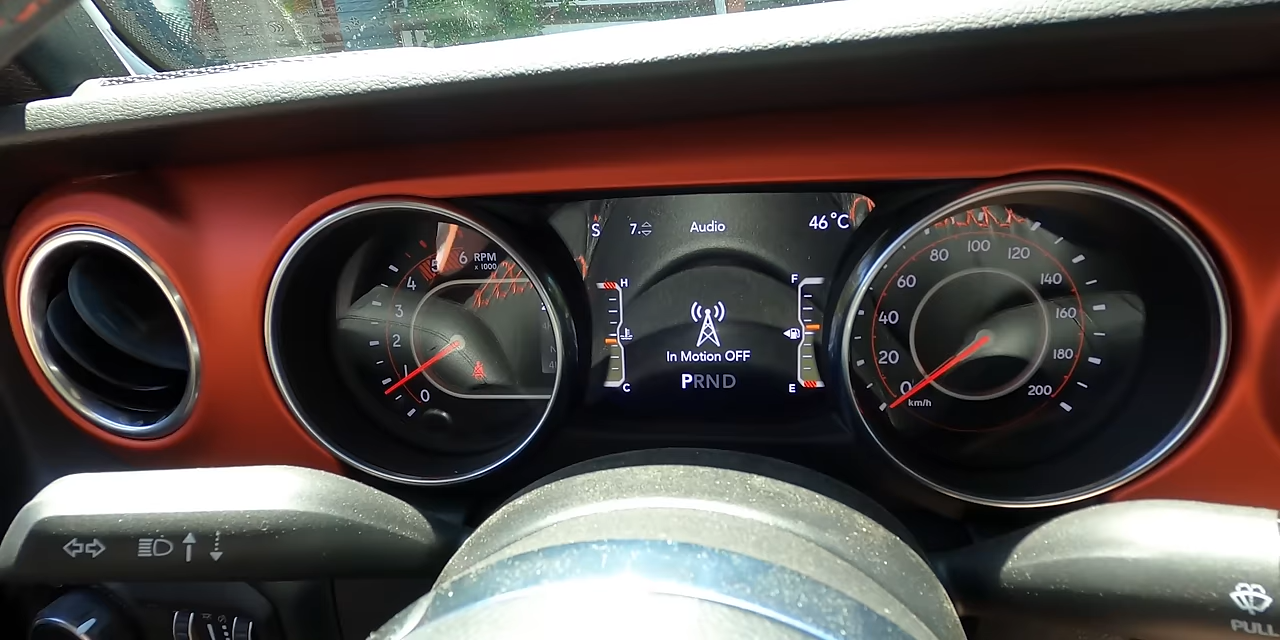 S 7. Audio 46°C
5 6 RPM
x 1000
4
3
2
1
0
H
C
In Motion OFF
PRND
F
E
0 20 40 60 80 100 120 140 160 180 200
km/h
PULL